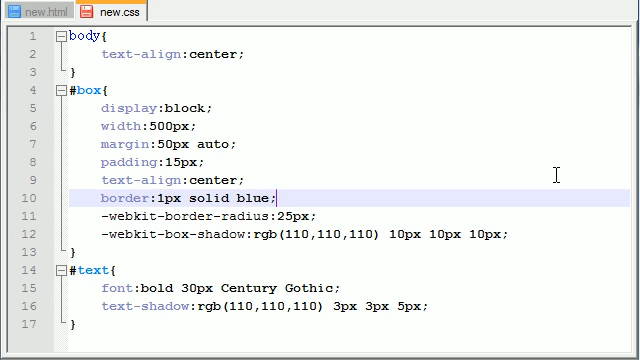 new.html new.css
1 body{
2 text-align:center;
3 }
4 #box{
5 display:block;
6 width:500px;
7 margin:50px auto;
8 padding:15px;
9 text-align:center;
10 border:1px solid blue;
11 -webkit-border-radius:25px;
12 -webkit-box-shadow:rgb(110,110,110) 10px 10px 10px;
13 }
14 #text{
15 font:bold 30px Century Gothic;
16 text-shadow:rgb(110,110,110) 3px 3px 5px;
17 }